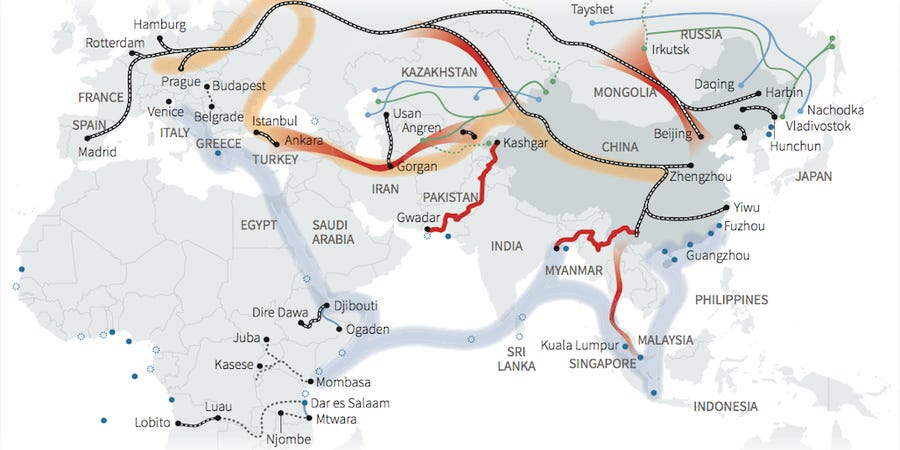 Tayshet
Hamburg
RUSSIA
Rotterdam
Irkutsk
KAZAKHSTAN
Prague
Budapest
Daqing
Harbin
FRANCE
MONGOLIA
Venice
Belgrade
Usan
Nachodka
Istanbul
Vladivostok
SPAIN
ITALY
Angren
Beijing
GREECE
Ankara
Kashgar
Hunchun
Madrid
TURKEY
CHINA
Gorgan
Zhengzhou
JAPAN
IRAN
PAKISTAN
Yiwu
Gwadar
EGYPT
SAUDI
ARABIA
Fuzhou
INDIA
Guangzhou
MYANMAR
PHILIPPINES
Djibouti
Dire Dawa
Ogaden
Juba
Kuala Lumpur
MALAYSIA
SRI
LANKA
Kasese
SINGAPORE
Mombasa
Dar es Salaam
INDONESIA
Luau
Lobito
Mtwara
Njombe